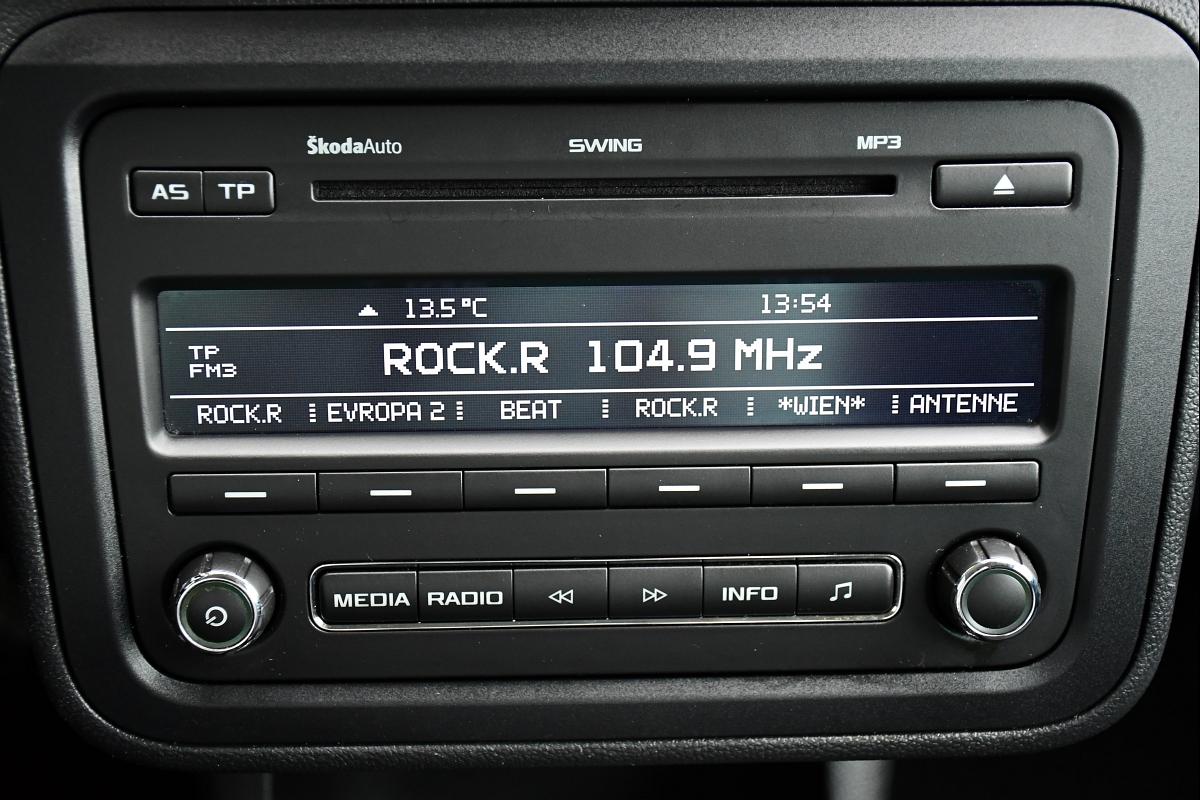 ŠkodaAuto SWING MP3
AS TP
13.5°C 13:54
TP
FM3
ROCK.R 104.9 MHz
ROCK.R EVROPA 2 BEAT ROCK.R *WIEN* ANTENNE
MEDIA RADIO INFO